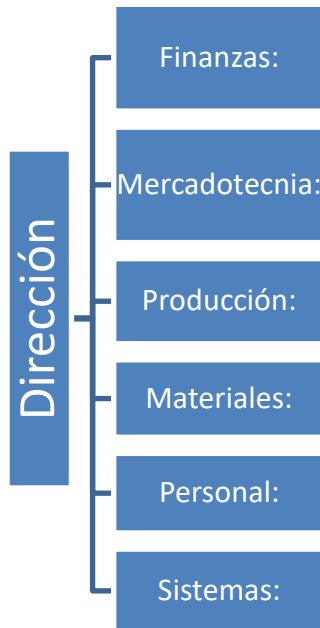 Dirección
Finanzas:
Mercadotecnia:
Producción:
Materiales:
Personal:
Sistemas: